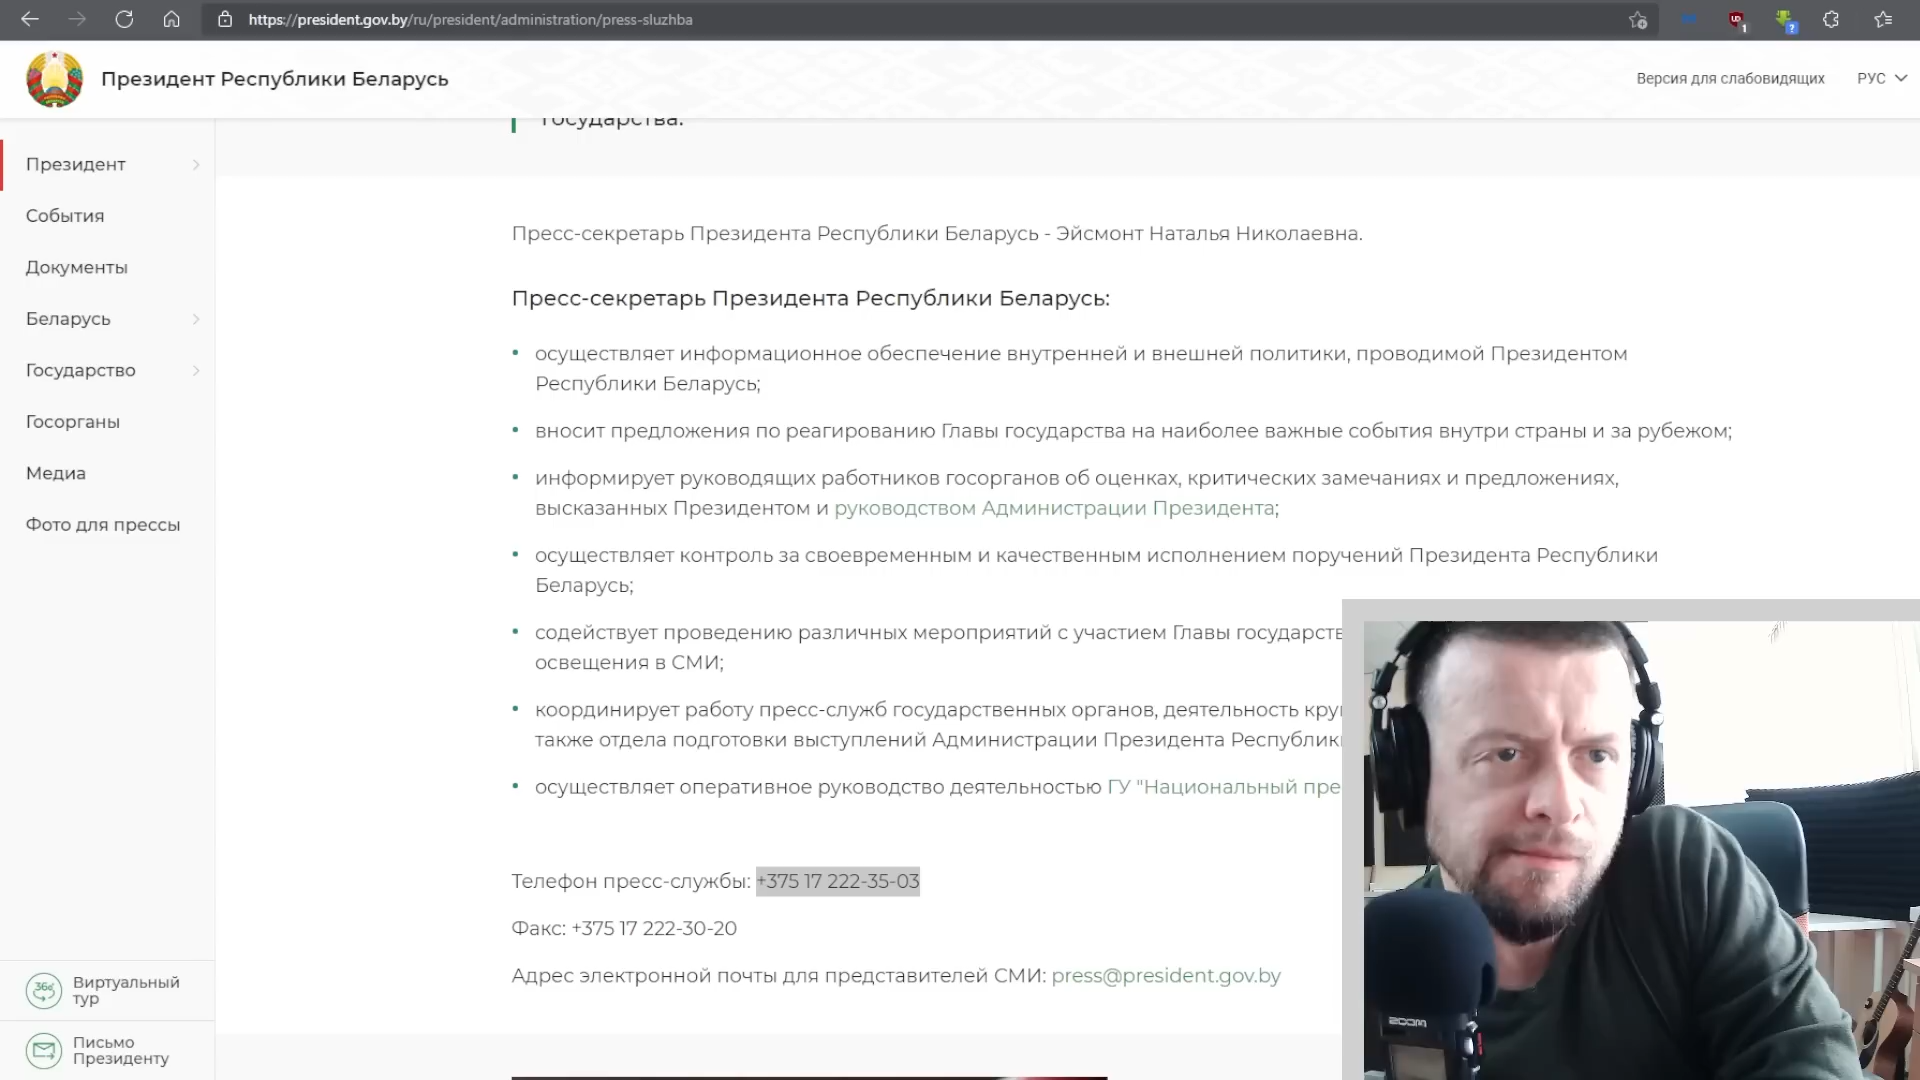 https://president.gov.by/ru/president/administration/press-sluzhba
Президент Республики Беларусь
Версия для слабовидящих
РУС
государства.
Президент
События
Документы
Беларусь
Государство
Госорганы
Медиа
Фото для прессы
Виртуальный
тур
Письмо
Президенту
Пресс-секретарь Президента Республики Беларусь - Эйсмонт Наталья Николаевна.
Пресс-секретарь Президента Республики Беларусь:
осуществляет информационное обеспечение внутренней и внешней политики, проводимой Президентом
Республики Беларусь;
вносит предложения по реагированию Главы государства на наиболее важные события внутри страны и за рубежом;
информирует руководящих работников госорганов об оценках, критических замечаниях и предложениях,
высказанных Президентом и руководством Администрации Президента;
осуществляет контроль за своевременным и качественным исполнением поручений Президента Республики
Беларусь;
содействует проведению различных мероприятий с участием Главы государств
освещения в СМИ;
координирует работу пресс-служб государственных органов, деятельность кру
также отдела подготовки выступлений Администрации Президента Республики
осуществляет оперативное руководство деятельностью ГУ "Национальный пре
Телефон пресс-службы: +375 17 222-35-03
Факс: +375 17 222-30-20
Адрес электронной почты для представителей СМИ: press@president.gov.by
zoom